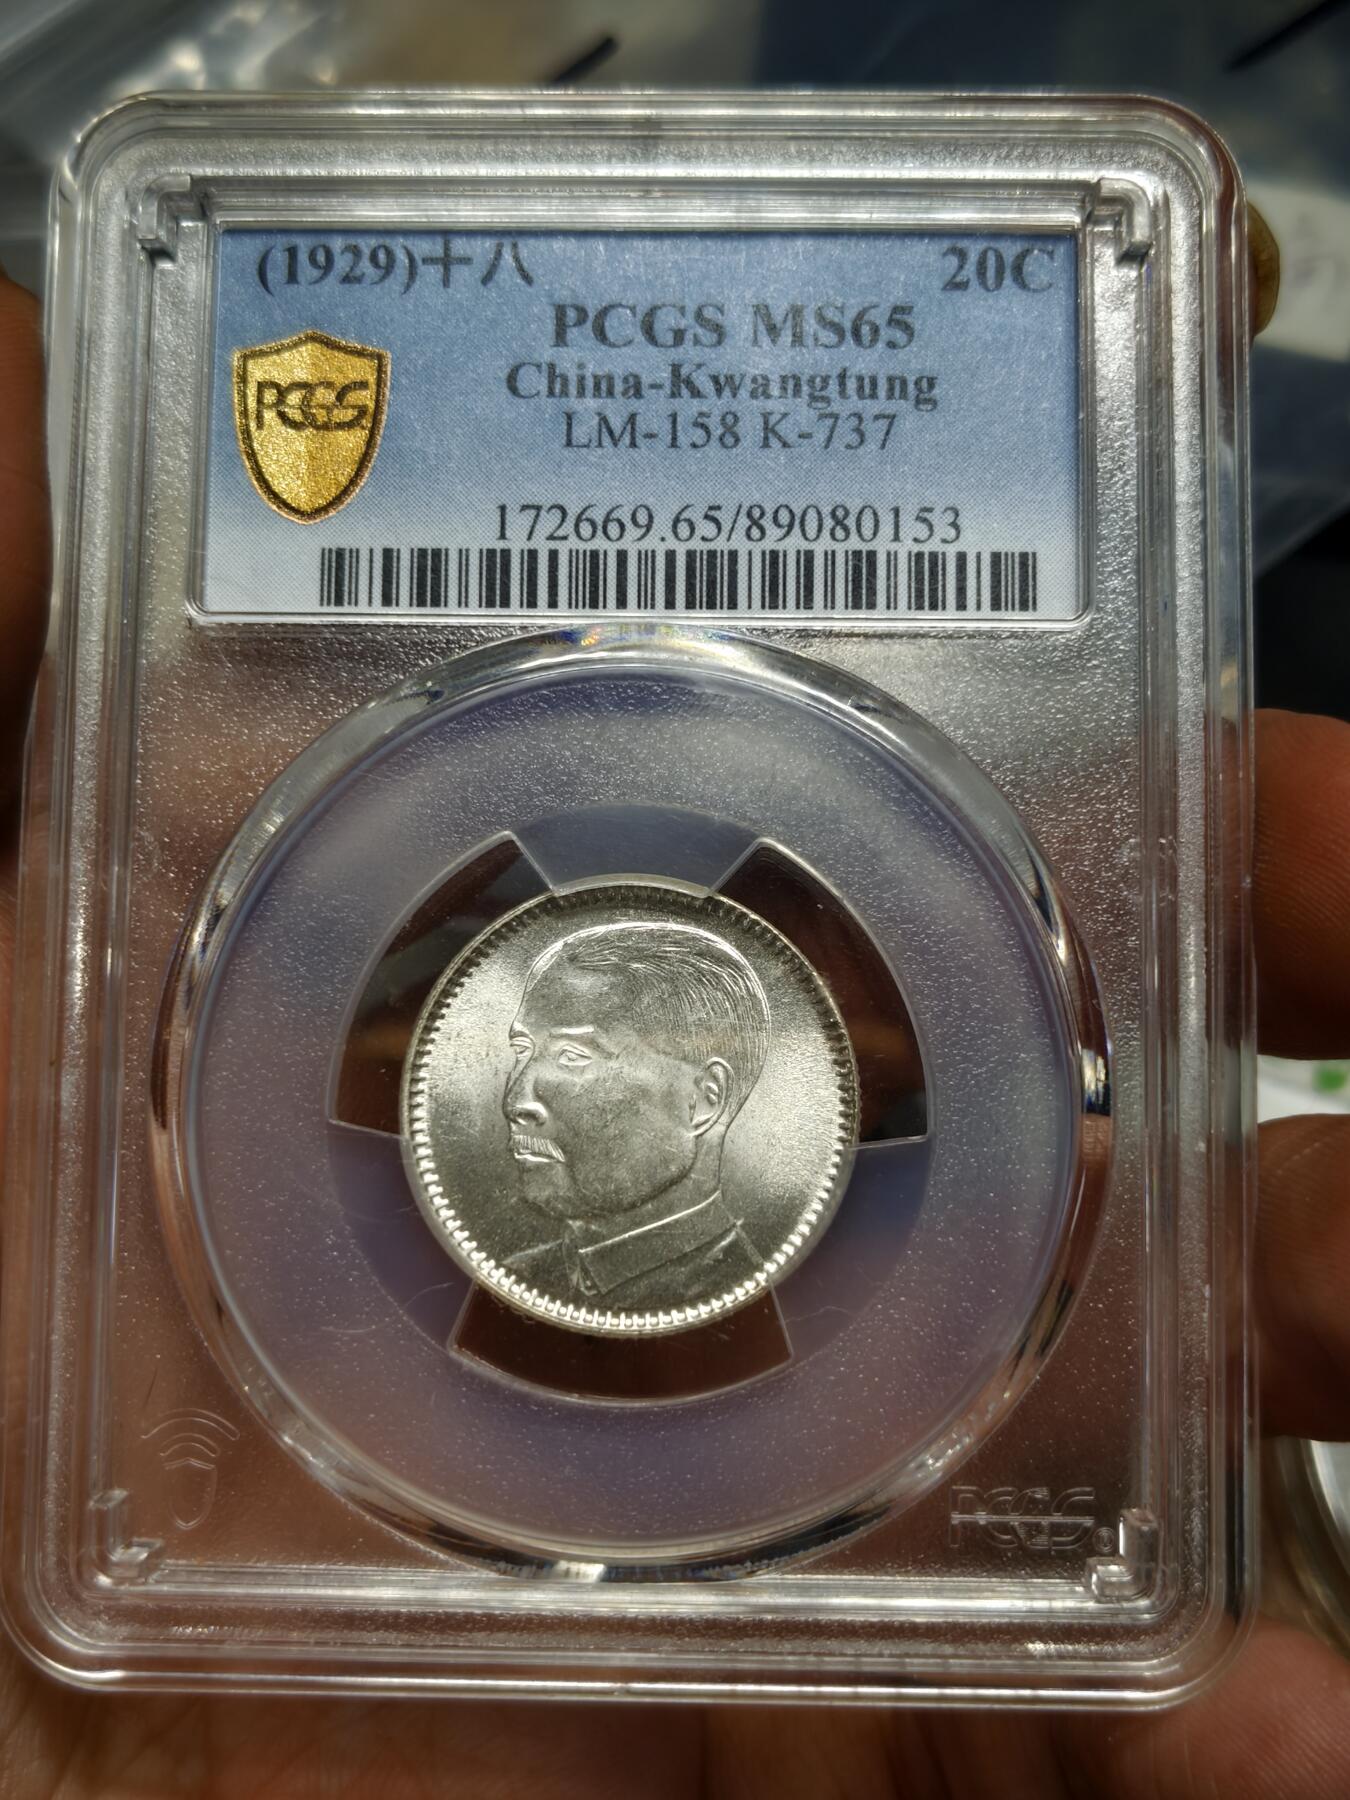 (1929)十八 20C
PCGS MS65
China-Kwangtung
PCGS
LM-158 K-737
172669.65/89080153
PCGS